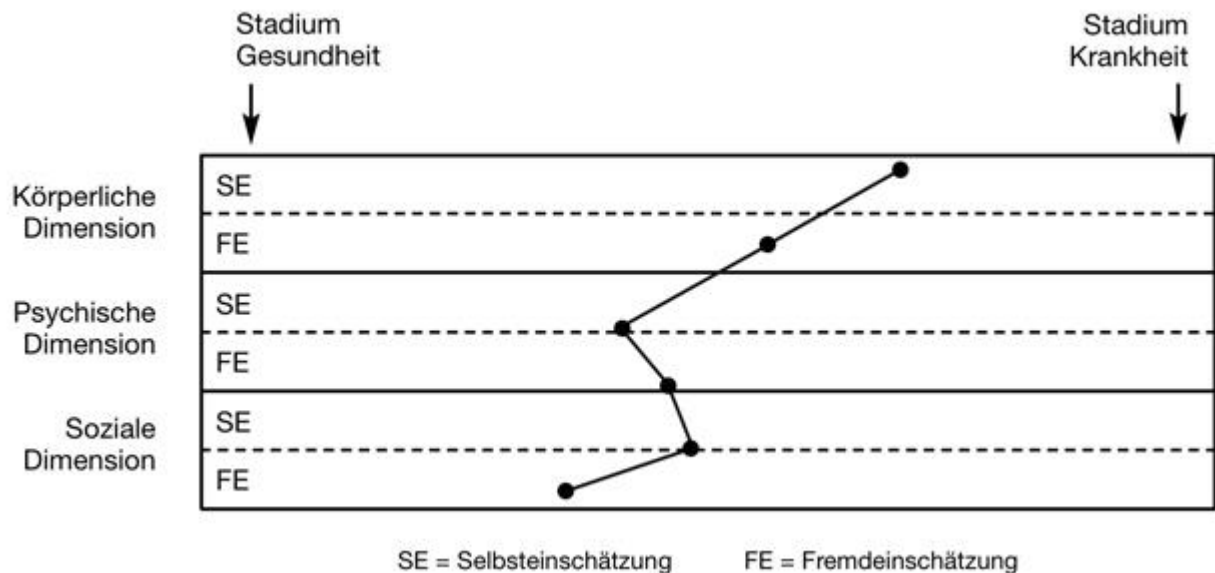 Stadium
Gesundheit
Stadium
Krankheit
Körperliche
Dimension
SE
FE
Psychische
Dimension
SE
FE
Soziale
Dimension
SE
FE
SE = Selbsteinschätzung
FE = Fremdeinschätzung